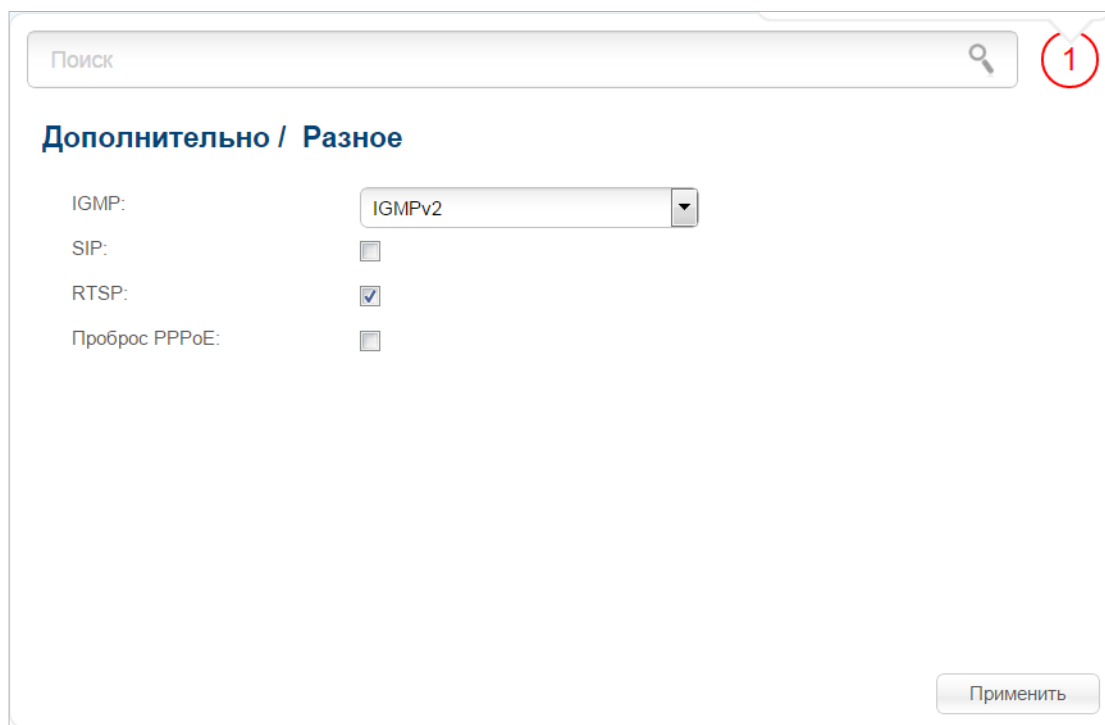 Поиск
1
Дополнительно / Разное
IGMP: IGMPv2
SIP:
RTSP:
Проброс PPPoE:
Применить